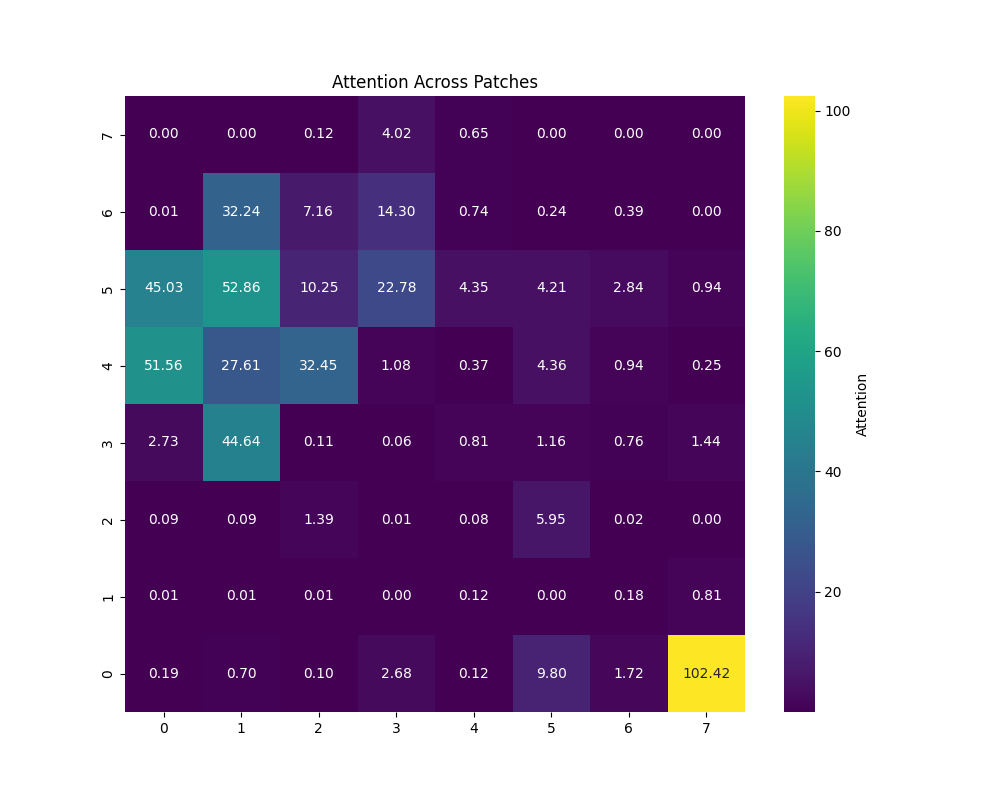 Attention Across Patches
7 0.00 0.00 0.12 4.02 0.65 0.00 0.00 0.00
6 0.01 32.24 7.16 14.30 0.74 0.24 0.39 0.00
5 45.03 52.86 10.25 22.78 4.35 4.21 2.84 0.94
4 51.56 27.61 32.45 1.08 0.37 4.36 0.94 0.25
3 2.73 44.64 0.11 0.06 0.81 1.16 0.76 1.44
2 0.09 0.09 1.39 0.01 0.08 5.95 0.02 0.00
1 0.01 0.01 0.01 0.00 0.12 0.00 0.18 0.81
0 0.19 0.70 0.10 2.68 0.12 9.80 1.72 102.42
0 1 2 3 4 5 6 7
100
80
60
40
20
Attention